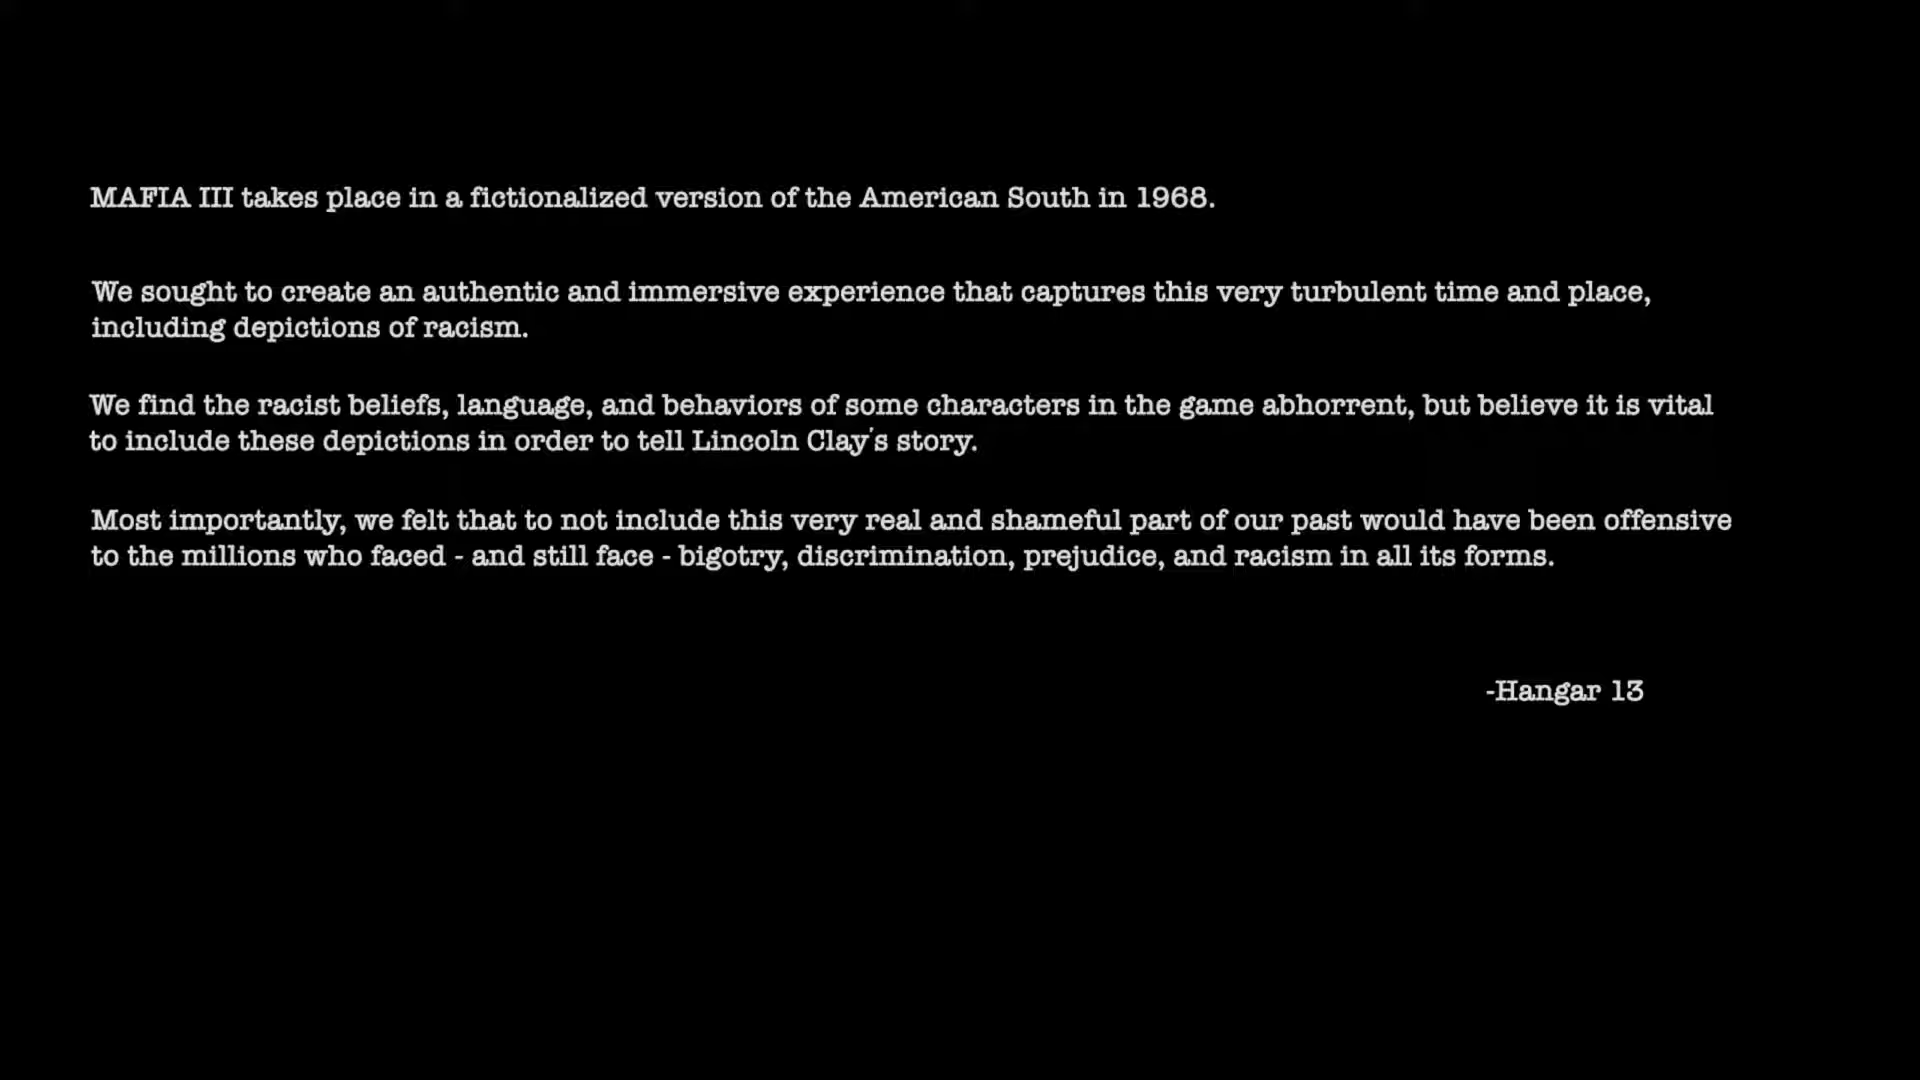 MAFIA III takes place in a fictionalized version of the American South in 1968.
We sought to create an authentic and immersive experience that captures this very turbulent time and place,
including depictions of racism.
We find the racist beliefs, language, and behaviors of some characters in the game abhorrent, but believe it is vital
to include these depictions in order to tell Lincoln Clay's story.
Most importantly, we felt that to not include this very real and shameful part of our past would have been offensive
to the millions who faced - and still face - bigotry, discrimination, prejudice, and racism in all its forms.
-Hangar 13